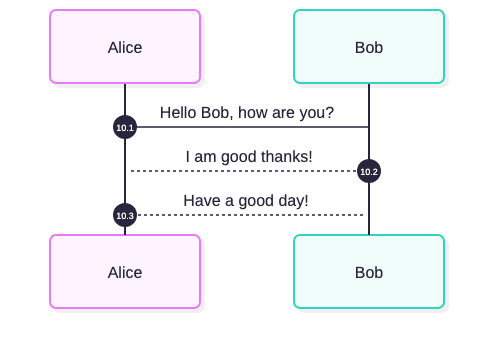 Alice
Bob
Hello Bob, how are you?
10.1
I am good thanks!
10.2
Have a good day!
10.3
Alice
Bob